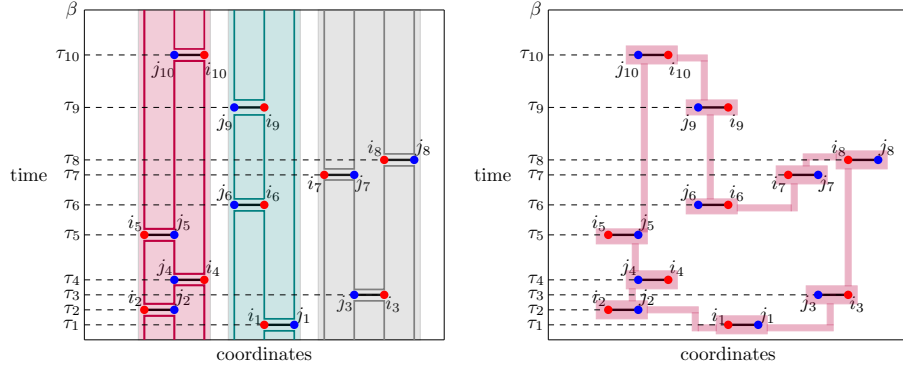 β
τ10
j10 i10
τ9
j9 i9
i8 j8
τ8
τ7
i7 j7
time
j6 i6
τ6
i5 j5
τ5
j4 i4
τ4
τ3
i2 j2 j3 i3
τ2
i1 j1
τ1
coordinates
β
τ10
j10 i10
τ9
j9 i9
i8 j8
τ8
τ7
i7 j7
time
j6 i6
τ6
i5 j5
τ5
j4 i4
τ4
τ3
i2 j2 j3 i3
τ2
i1 j1
τ1
coordinates